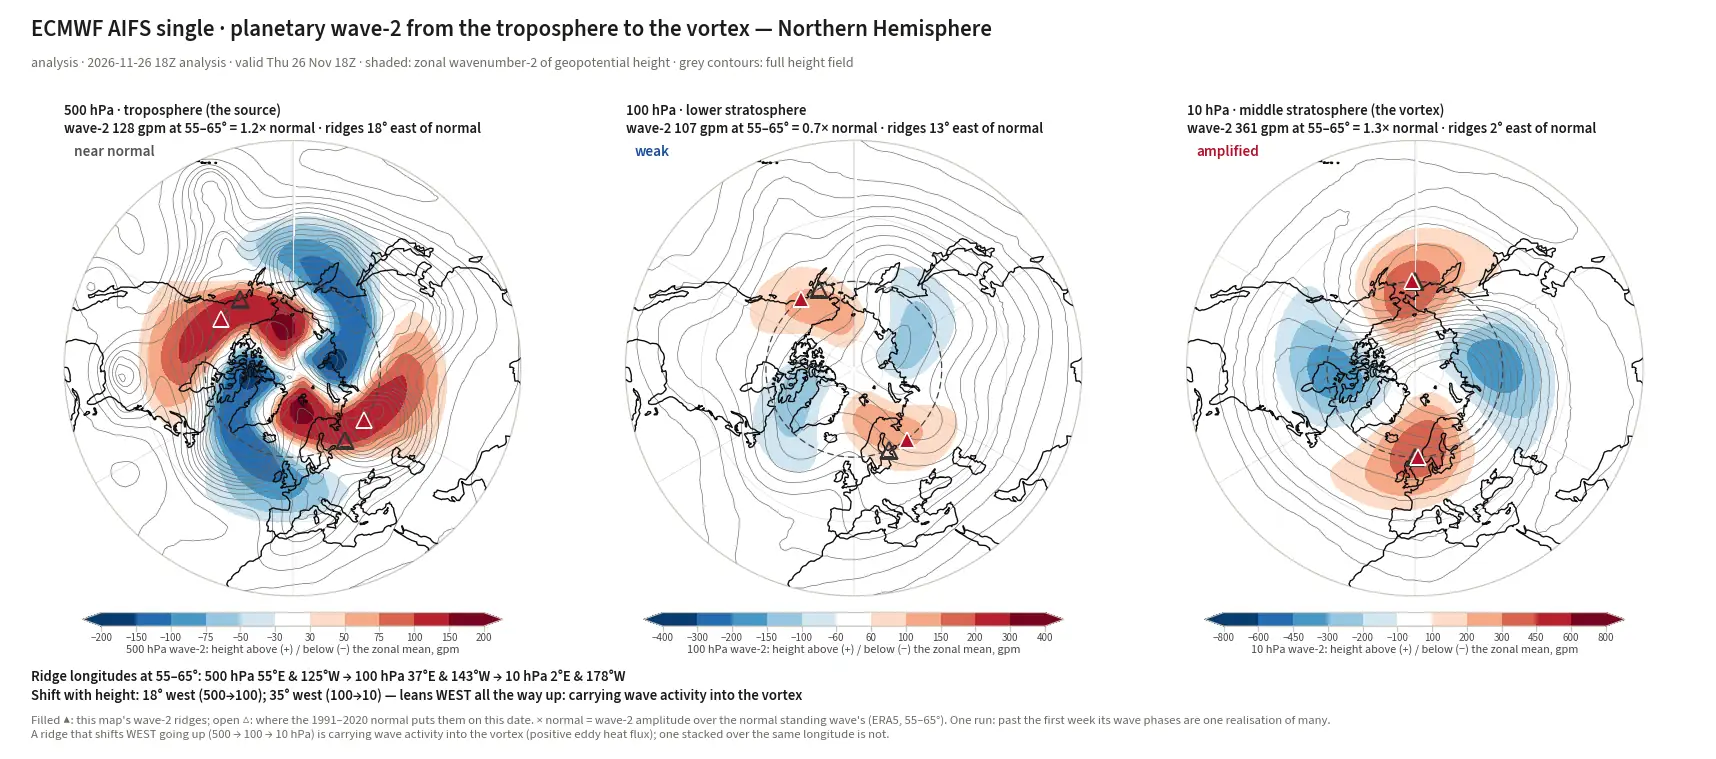 ECMWF AIFS single · planetary wave-2 from the troposphere to the vortex — Northern Hemisphere
analysis · 2026-11-26 18Z analysis · valid Thu 26 Nov 18Z · shaded: zonal wavenumber-2 of geopotential height · grey contours: full height field
500 hPa · troposphere (the source)
wave-2 128 gpm at 55–65° = 1.2× normal · ridges 18° east of normal
near normal
100 hPa · lower stratosphere
wave-2 107 gpm at 55–65° = 0.7× normal · ridges 13° east of normal
weak
10 hPa · middle stratosphere (the vortex)
wave-2 361 gpm at 55–65° = 1.3× normal · ridges 2° east of normal
amplified
−200 −150 −100 −75 −50 −30 30 50 75 100 150 200
500 hPa wave-2: height above (+) / below (−) the zonal mean, gpm
−400 −300 −200 −150 −100 −60 60 100 150 200 300 400
100 hPa wave-2: height above (+) / below (−) the zonal mean, gpm
−800 −600 −450 −300 −200 −100 100 200 300 450 600 800
10 hPa wave-2: height above (+) / below (−) the zonal mean, gpm
Ridge longitudes at 55–65°: 500 hPa 55°E & 125°W → 100 hPa 37°E & 143°W → 10 hPa 2°E & 178°W
Shift with height: 18° west (500→100); 35° west (100→10) — leans WEST all the way up: carrying wave activity into the vortex
Filled ▲: this map's wave-2 ridges; open △: where the 1991–2020 normal puts them on this date. × normal = wave-2 amplitude over the normal standing wave's (ERA5, 55–65°). One run: past the first week its wave phases are one realisation of many.
A ridge that shifts WEST going up (500 → 100 → 10 hPa) is carrying wave activity into the vortex (positive eddy heat flux); one stacked over the same longitude is not.